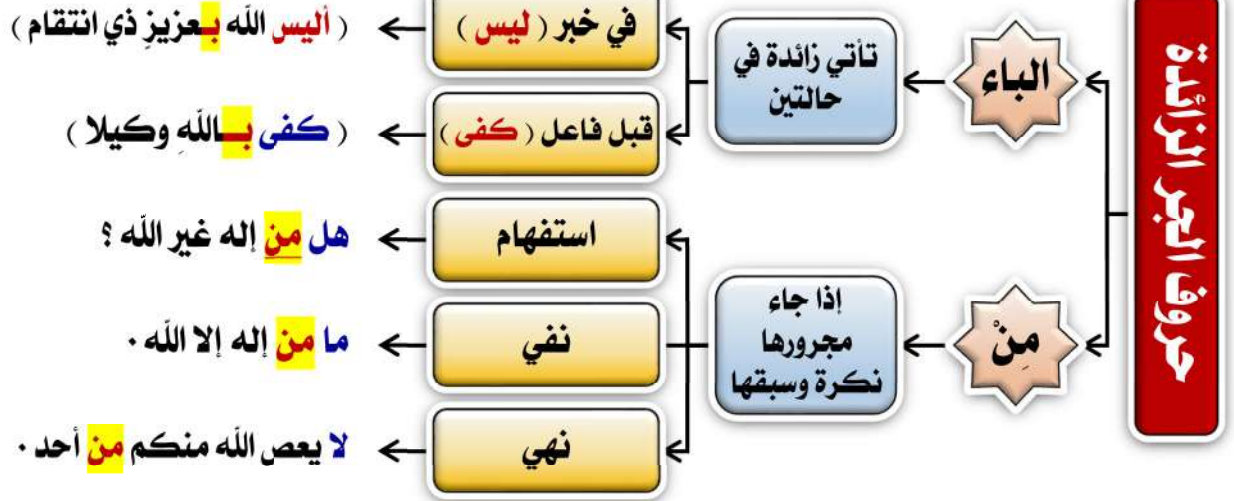 حروف الجر الزائدة
الباء
تأتي زائدة في
حالتين
في خبر ( ليس )
( أليس الله بـعزيزِ ذي انتقام )
قبل فاعل ( كفى )
( كفى بـاللهِ وكيلا )
مِنْ
إذا جاء
مجرورها
نكرة وسبقها
استفهام
هل من إله غير الله ؟
نفي
ما من إله إلا الله .
نهي
لا يعص الله منكم من أحد .